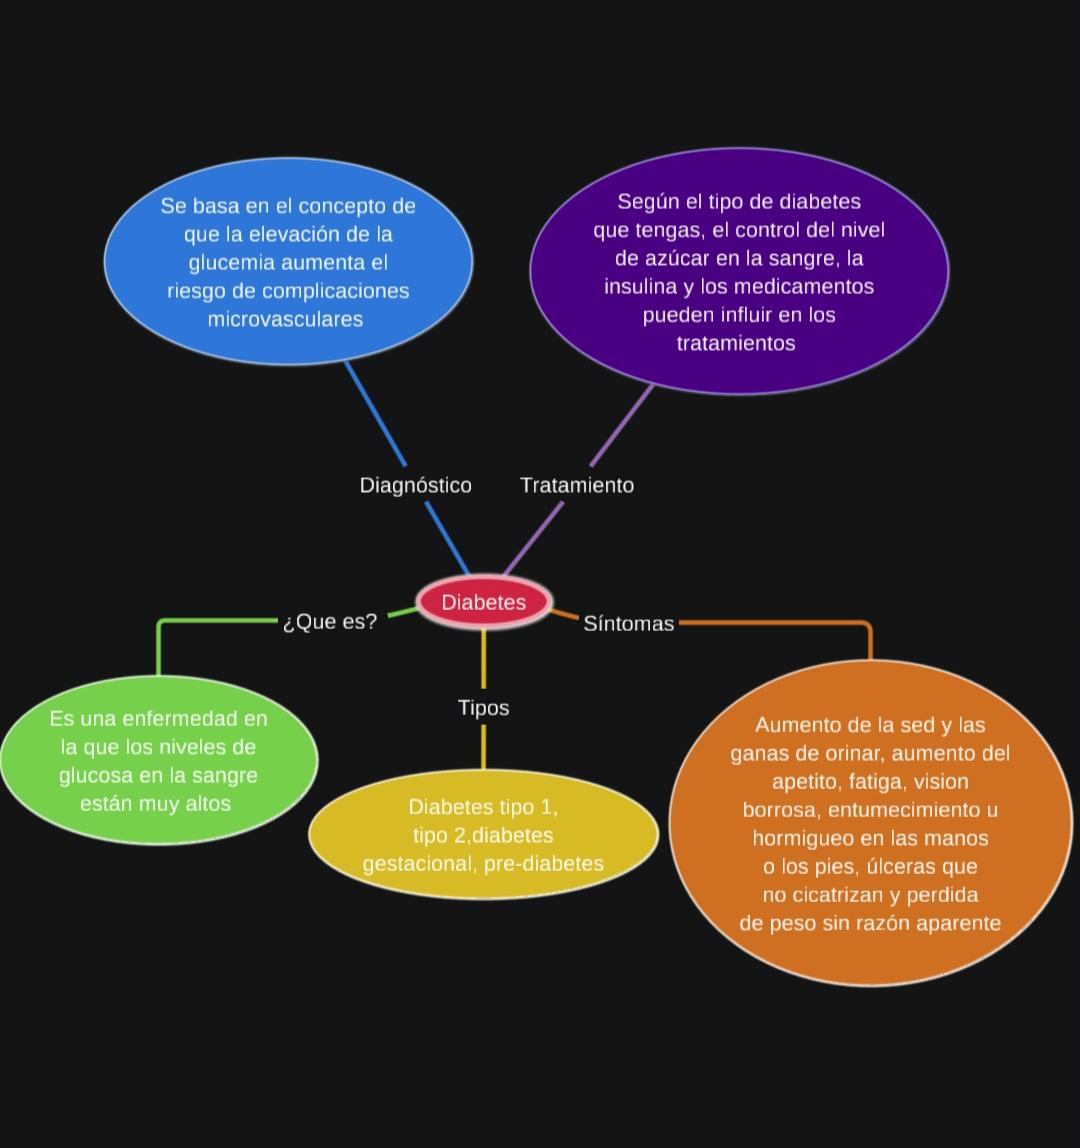 Se basa en el concepto de
que la elevación de la
glucemia aumenta el
riesgo de complicaciones
microvasculares
Según el tipo de diabetes
que tengas, el control del nivel
de azúcar en la sangre, la
insulina y los medicamentos
pueden influir en los
tratamientos
Diagnóstico
Tratamiento
Diabetes
¿Que es?
Síntomas
Tipos
Es una enfermedad en
la que los niveles de
glucosa en la sangre
están muy altos
Diabetes tipo 1,
tipo 2,diabetes
gestacional, pre-diabetes
Aumento de la sed y las
ganas de orinar, aumento del
apetito, fatiga, vision
borrosa, entumecimiento u
hormigueo en las manos
o los pies, úlceras que
no cicatrizan y perdida
de peso sin razón aparente